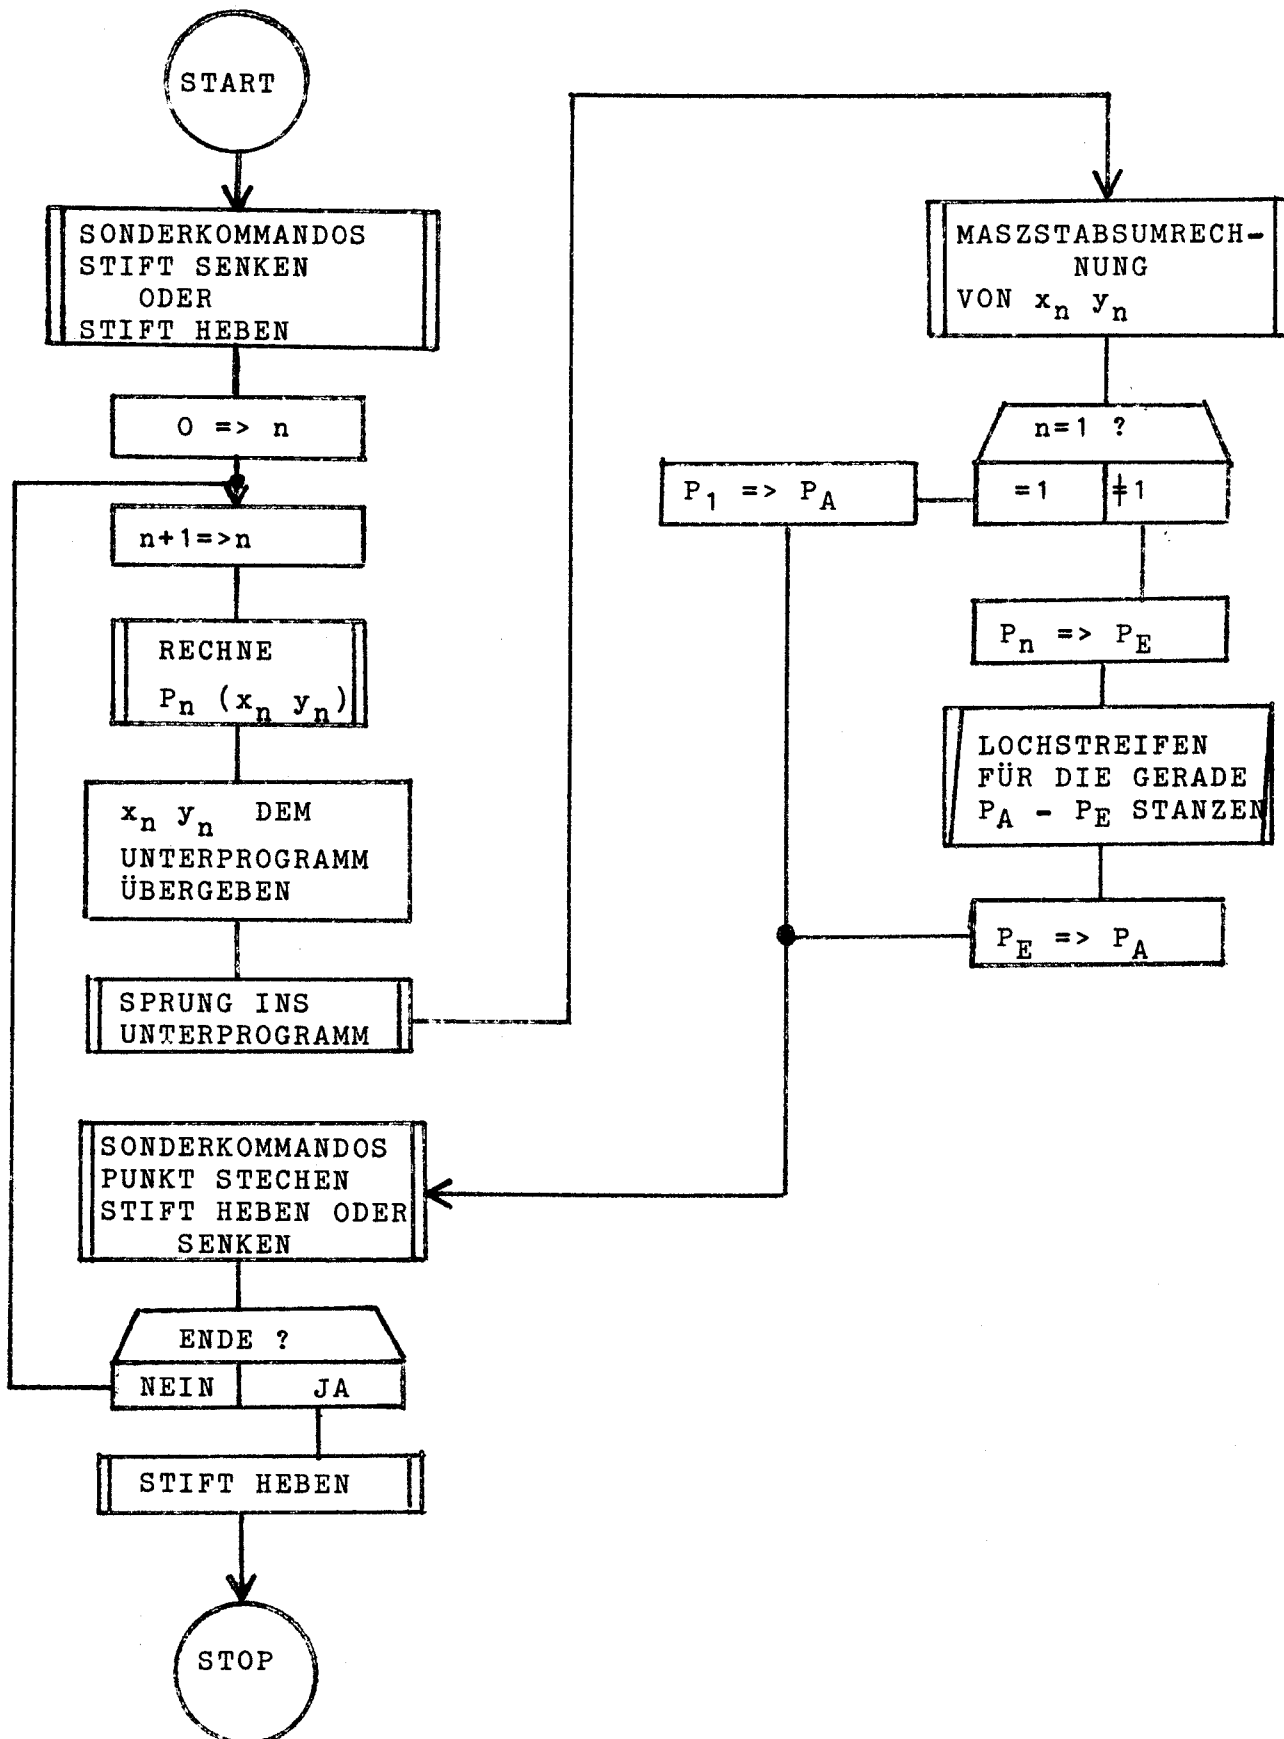 START
SONDERKOMMANDOS
STIFT SENKEN
ODER
STIFT HEBEN
0 => n
n+1=>n
RECHNE
Pn (xn yn)
xn yn DEM
UNTERPROGRAMM
ÜBERGEBEN
SPRUNG INS
UNTERPROGRAMM
MASZSTABSUMRECH-
NUNG
VON xn yn
n=1 ?
=1 ≠1
P1 => PA
Pn => PE
LOCHSTREIFEN
FÜR DIE GERADE
PA - PE STANZEN
PE => PA
SONDERKOMMANDOS
PUNKT STECHEN
STIFT HEBEN ODER
SENKEN
ENDE ?
NEIN JA
STIFT HEBEN
STOP